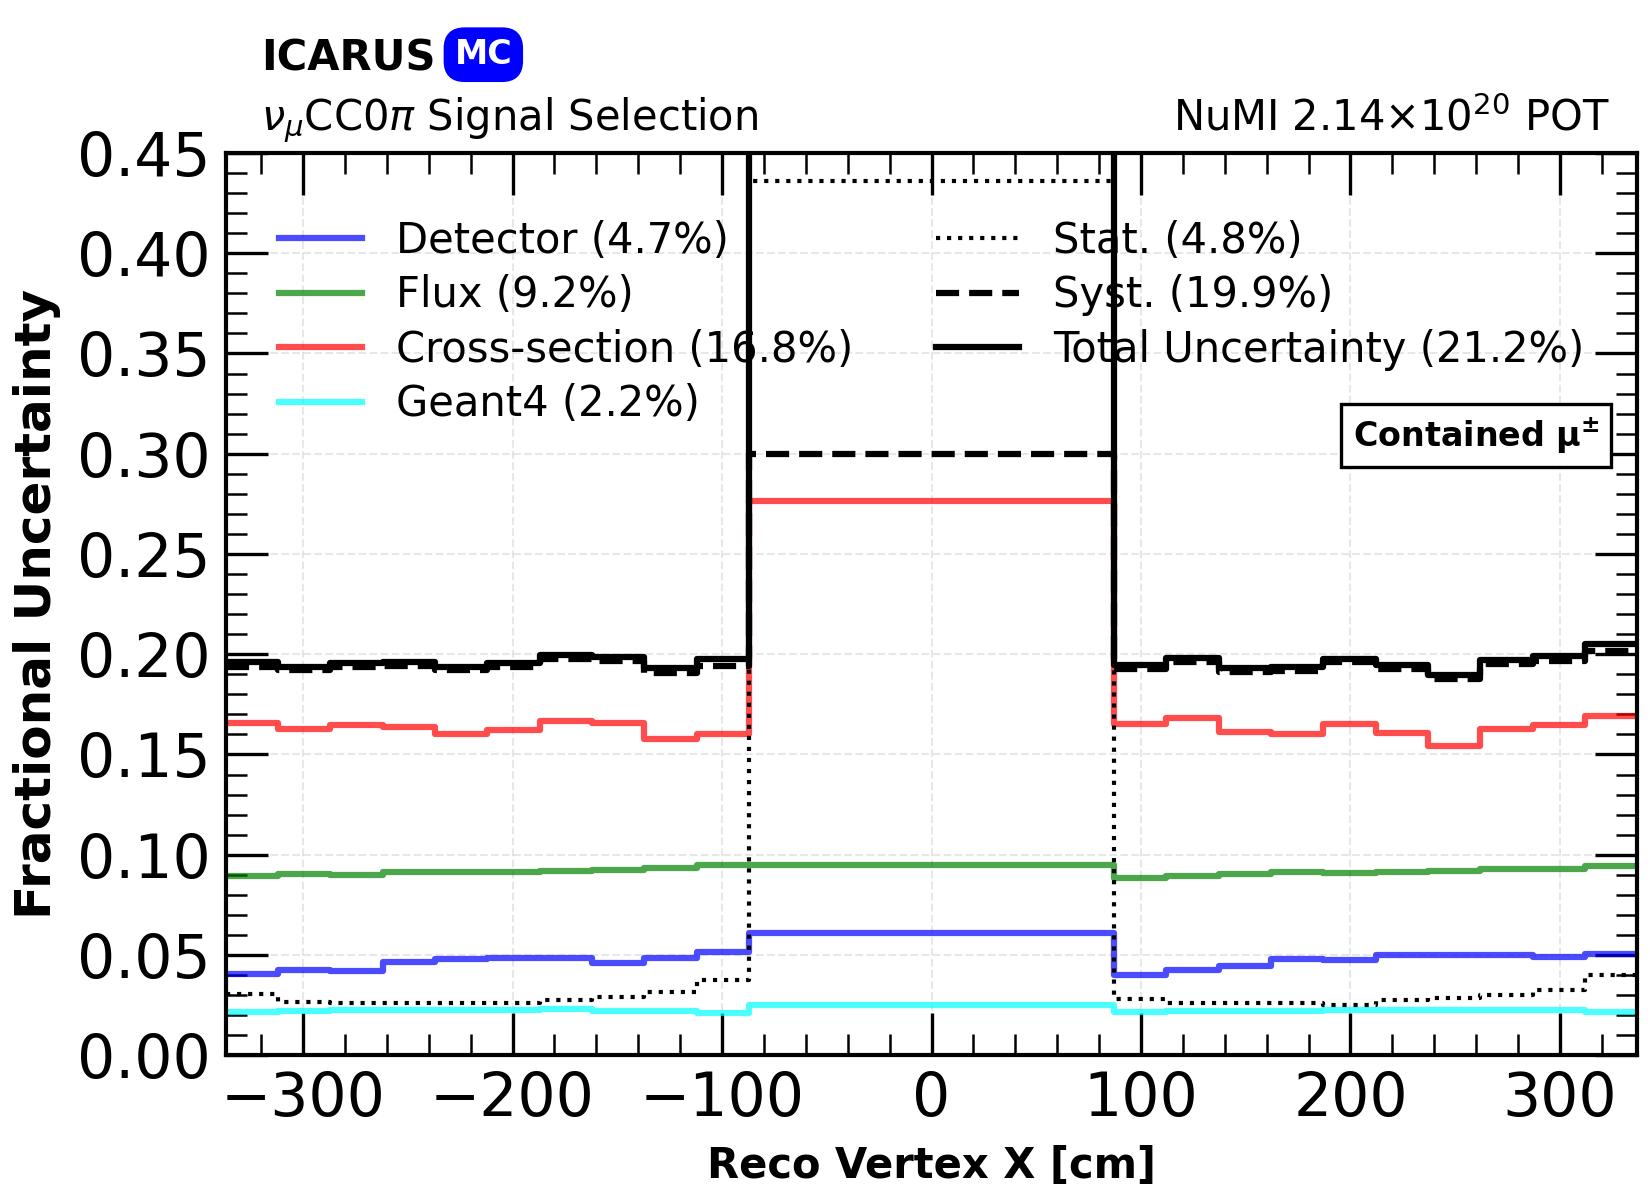 ICARUS MC
νμCC0π Signal Selection
NuMI 2.14×10²⁰ POT
0.45
0.40
0.35
0.30
0.25
0.20
0.15
0.10
0.05
0.00
Fractional Uncertainty
Detector (4.7%)
Flux (9.2%)
Cross-section (16.8%)
Geant4 (2.2%)
Stat. (4.8%)
Syst. (19.9%)
Total Uncertainty (21.2%)
Contained μ±
−300 −200 −100 0 100 200 300
Reco Vertex X [cm]